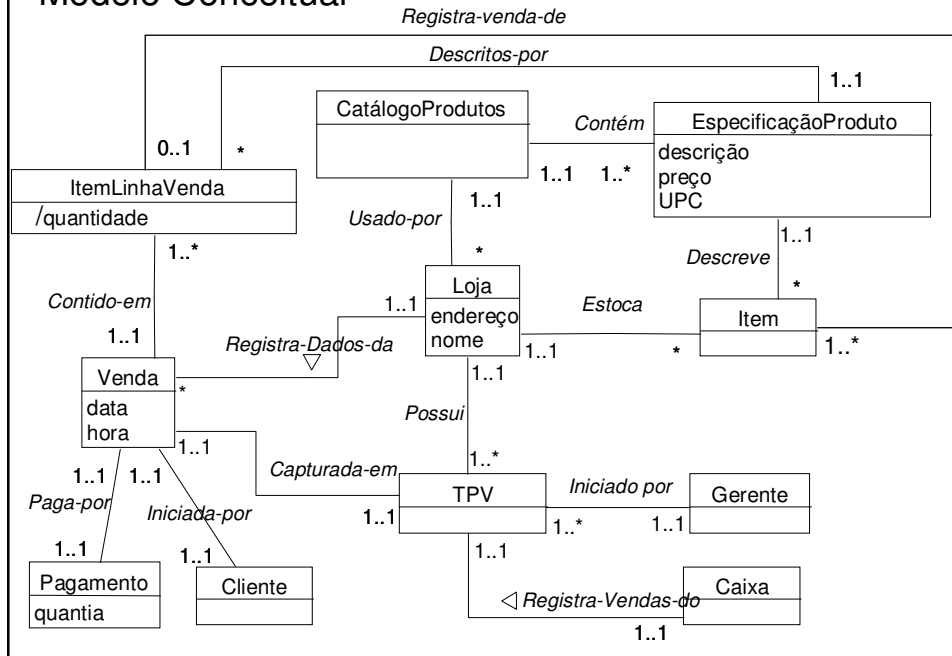 Modelo Conceitual
Registra-venda-de
Descritos-por
1..1
CatálogoProdutos
Contém
EspecificaçãoProduto
descrição
preço
UPC
0..1
*
1..1
1..*
ItemLinhaVenda
/quantidade
1..1
Usado-por
1..1
1..*
Descreve
*
*
Contido-em
1..1
Loja
endereço
nome
Estoca
Item
1..1
Registra-Dados-da
1..1
*
1..*
Venda
data
hora
*
1..1
Possui
1..1
1..*
Capturada-em
TPV
Iniciado por
Gerente
1..1
1..1
Paga-por
Iniciada-por
1..1
1..*
1..1
1..1
1..1
1..1
Pagamento
quantia
Cliente
Caixa
Registra-Vendas-do
1..1